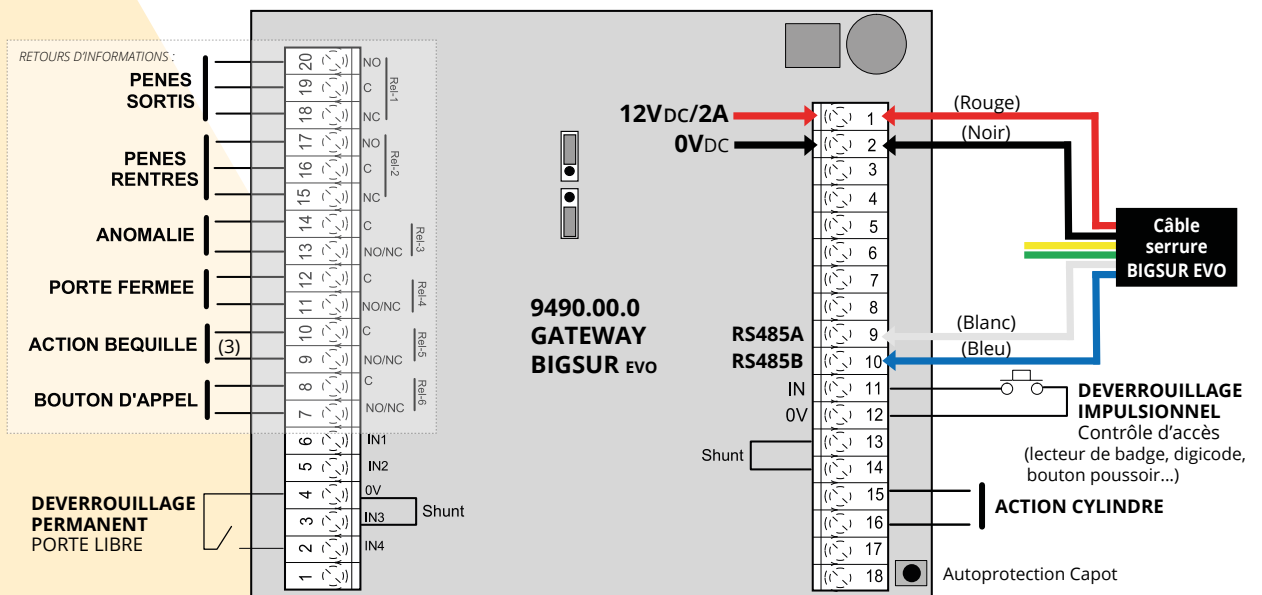 RETOURS D'INFORMATIONS :
PENES
SORTIS
PENES
RENTRES
ANOMALIE
PORTE FERMEE
ACTION BEQUILLE
(3)
BOUTON D'APPEL
DEVERROUILLAGE
PERMANENT
PORTE LIBRE
20 NO
19 C
18 NC
Rel-1
17 NO
16 C
15 NC
Rel-2
14 C
13 NO/NC
Rel-3
12 C
11 NO/NC
Rel-4
10 C
9 NO/NC
Rel-5
8 C
7 NO/NC
Rel-6
6 IN1
5 IN2
4 0V
3 IN3
Shunt
2 IN4
1
9490.00.0
GATEWAY
BIGSUR EVO
12VDC/2A
0VDC
1
2
3
4
5
6
7
8
RS485A 9
RS485B 10
IN 11
0V 12
13
Shunt
14
15
16
17
18
(Rouge)
(Noir)
Câble
serrure
BIGSUR EVO
(Blanc)
(Bleu)
DEVERROUILLAGE
IMPULSIONNEL
Contrôle d'accès
(lecteur de badge, digicode,
bouton poussoir...)
ACTION CYLINDRE
Autoprotection Capot